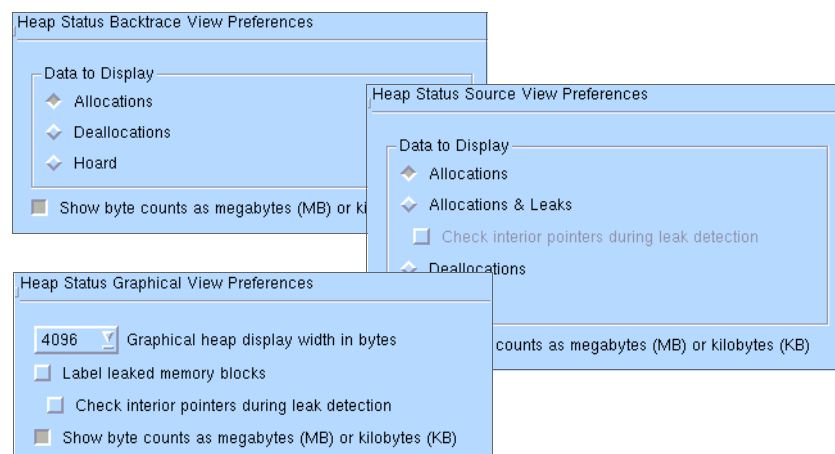 Heap Status Backtrace View Preferences
Data to Display
Allocations
Deallocations
Hoard
Show byte counts as megabytes (MB) or
Heap Status Source View Preferences
Data to Display
Allocations
Allocations & Leaks
Check interior pointers during leak detection
Deallocations
counts as megabytes (MB) or kilobytes (KB)
Heap Status Graphical View Preferences
4096 Graphical heap display width in bytes
Label leaked memory blocks
Check interior pointers during leak detection
Show byte counts as megabytes (MB) or kilobytes (KB)